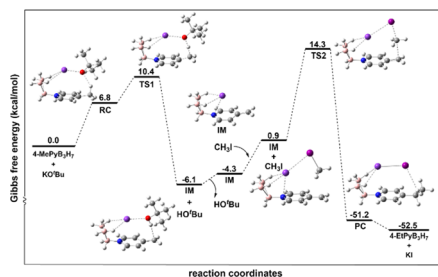 Gibbs free energy (kcal/mol)
0.0
4-MePyB₃H₇
+
KOᵗBu
6.8
RC
10.4
TS1
-6.1
IM
+
HOᵗBu
-4.3
IM
HOᵗBu
IM
CH₃I
0.9
IM
+
CH₃I
14.3
TS2
-51.2
PC
-52.5
4-EtPyB₃H₇
+
KI
reaction coordinates